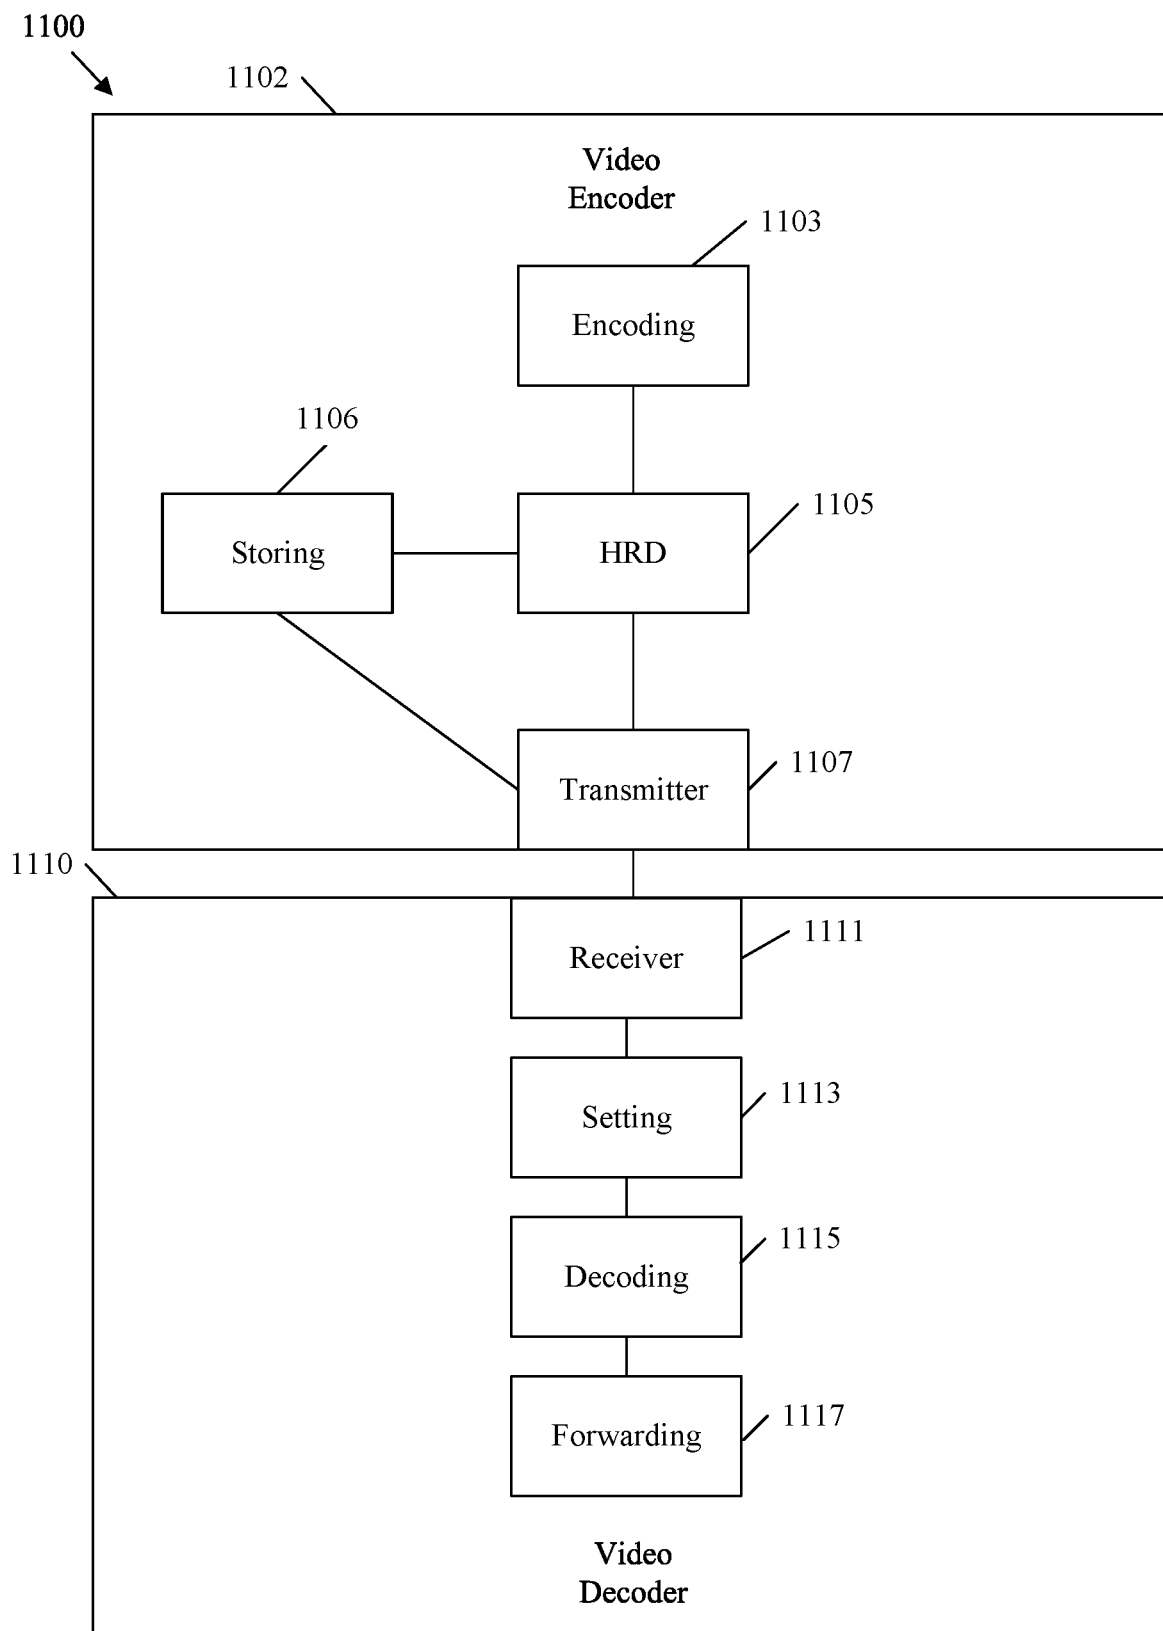 1100
1102
Video
Encoder
1103
Encoding
1106
1105
Storing
HRD
1107
Transmitter
1110
1111
Receiver
1113
Setting
1115
Decoding
1117
Forwarding
Video
Decoder